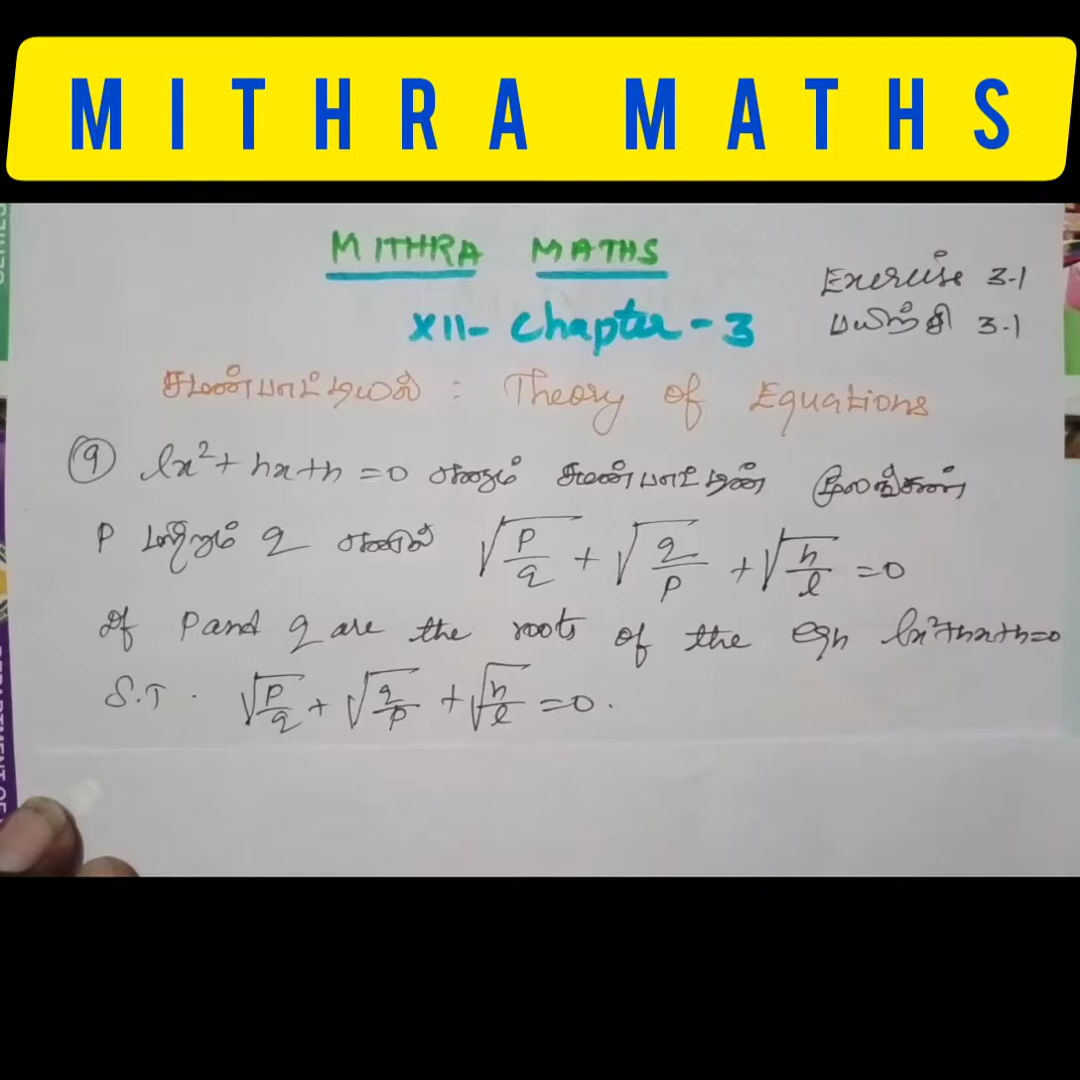 MITHRA MATHS
MITHRA MATHS
Exercise 3-1
XII- Chapter - 3
பயிற்சி 3-1
சமன்பாட்டியல் : Theory of Equations
⑨ lx²+nx+n=0 எனும் சமன்பாட்டின் மூலங்கள்
P மற்றும் q எனில் √(p/q) + √(q/p) + √(n/l) =0
If P and q are the roots of the eqn lx²+nx+n=0
S.T. √(p/q) + √(q/p) + √(n/l) =0.